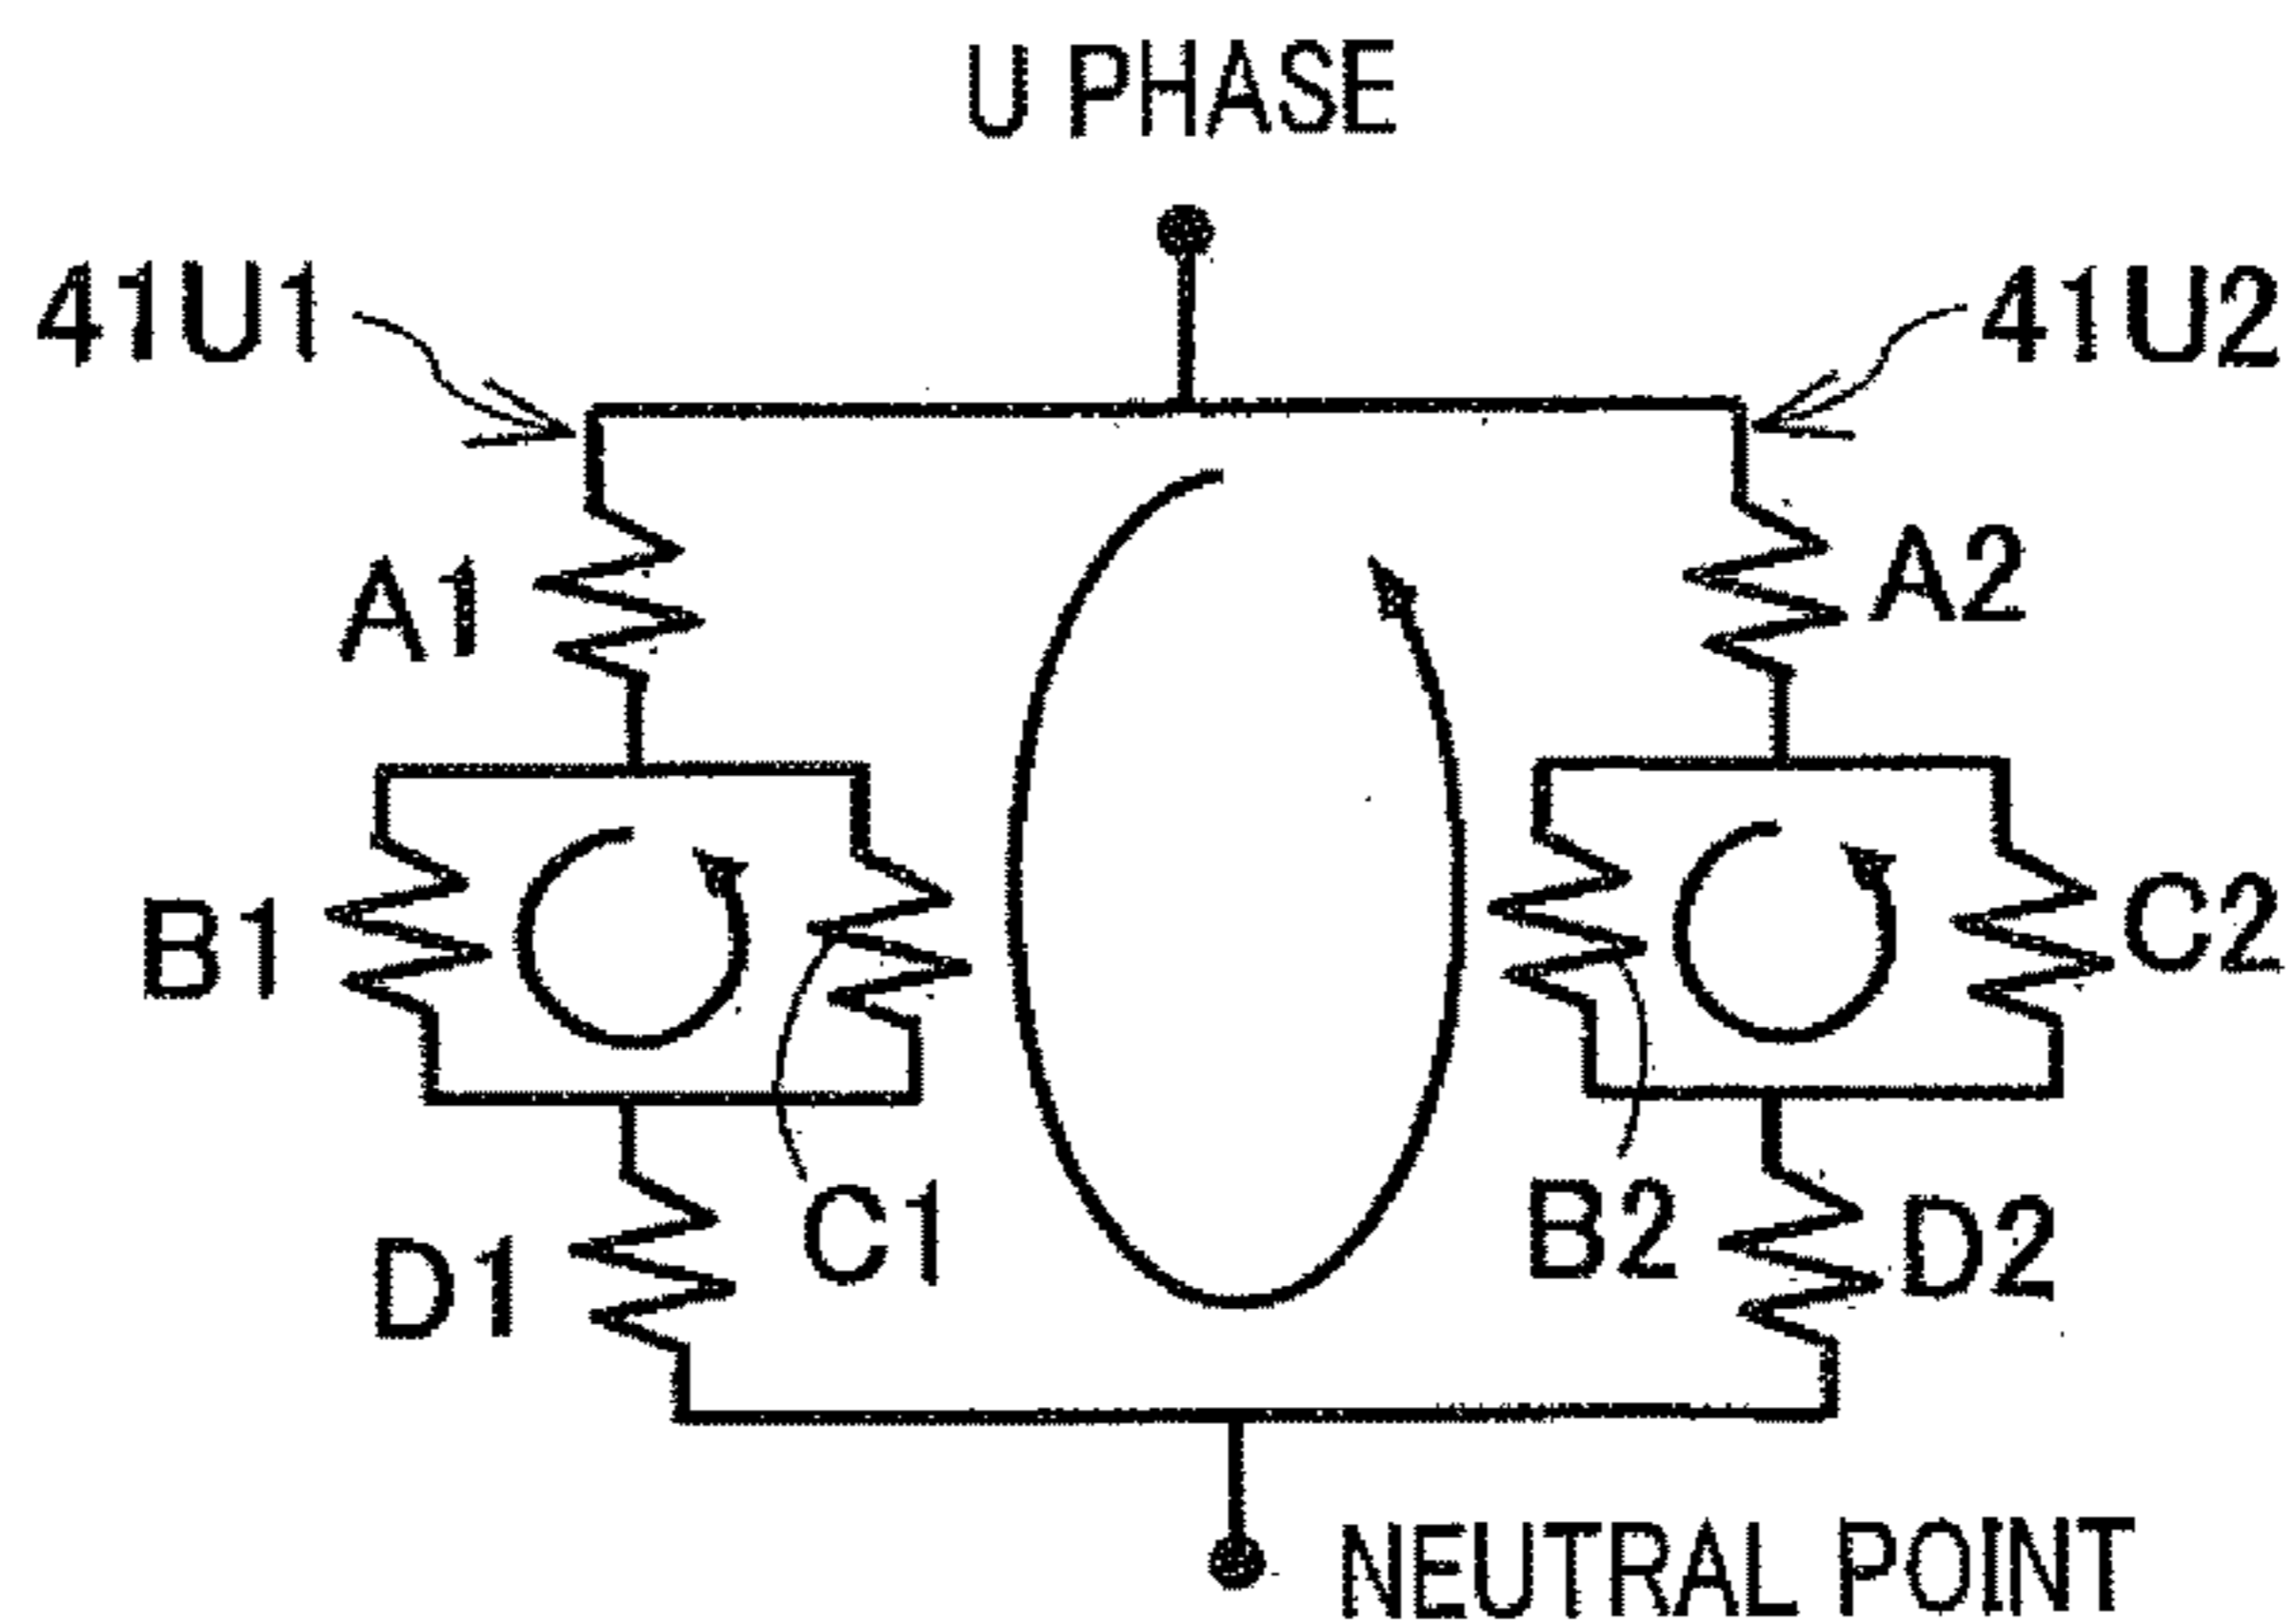 U PHASE
41U1
41U2
A1
A2
B1
C2
C1
B2
D1
D2
NEUTRAL POINT